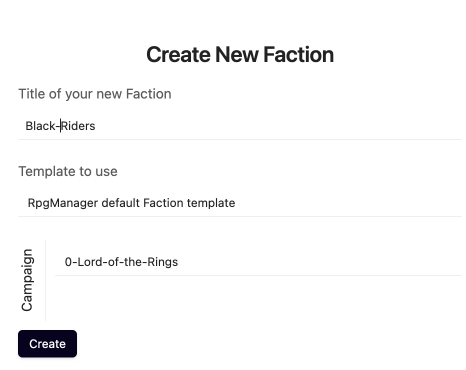 Create New Faction
Title of your new Faction
Black-Riders
Template to use
RpgManager default Faction template
Campaign
0-Lord-of-the-Rings
Create